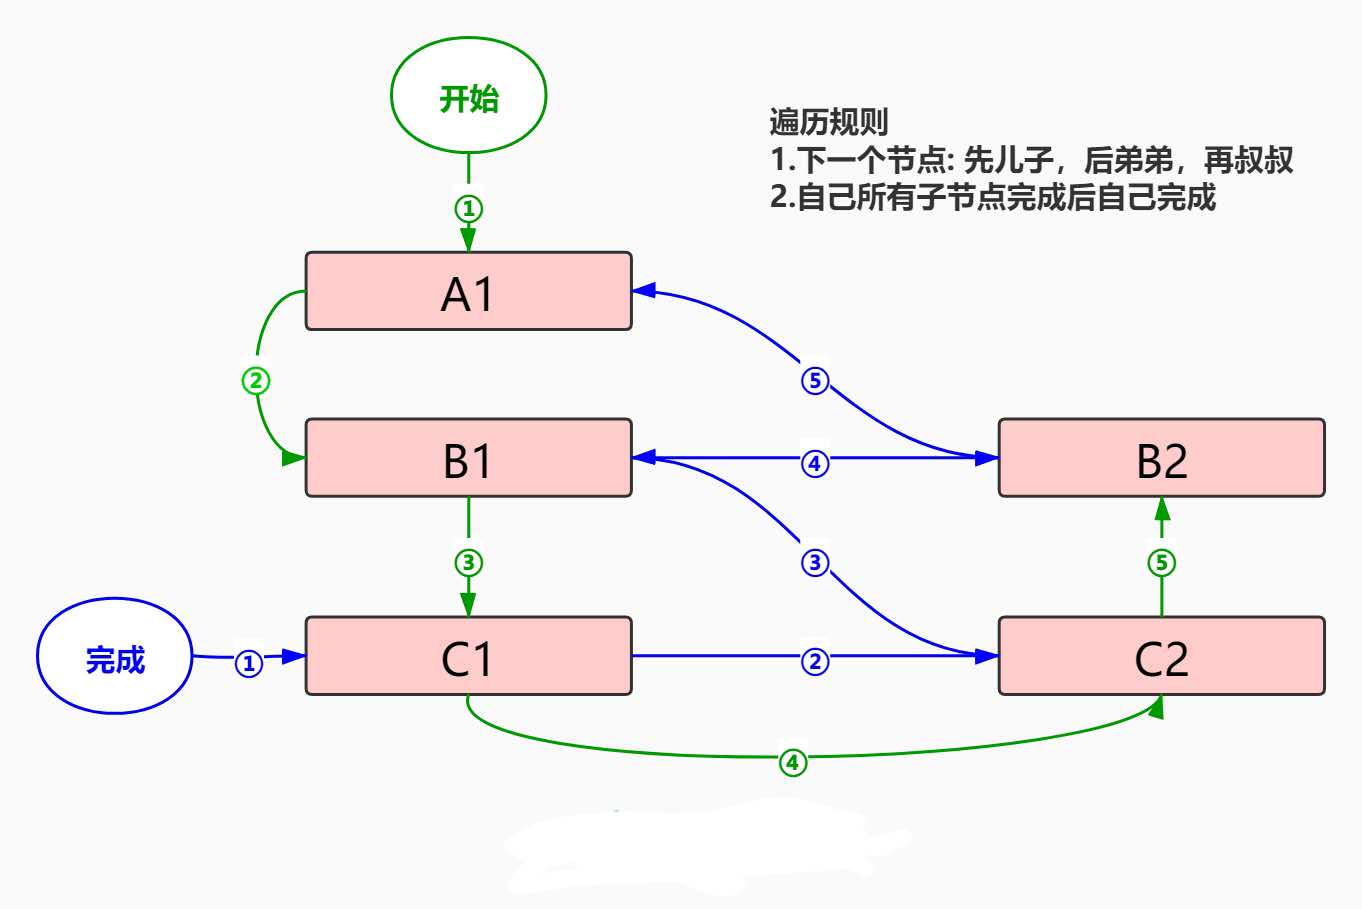 开始
遍历规则
1.下一个节点: 先儿子，后弟弟，再叔叔
2.自己所有子节点完成后自己完成
①
A1
②
⑤
B1
④
B2
③
③
⑤
完成
①
C1
②
C2
④